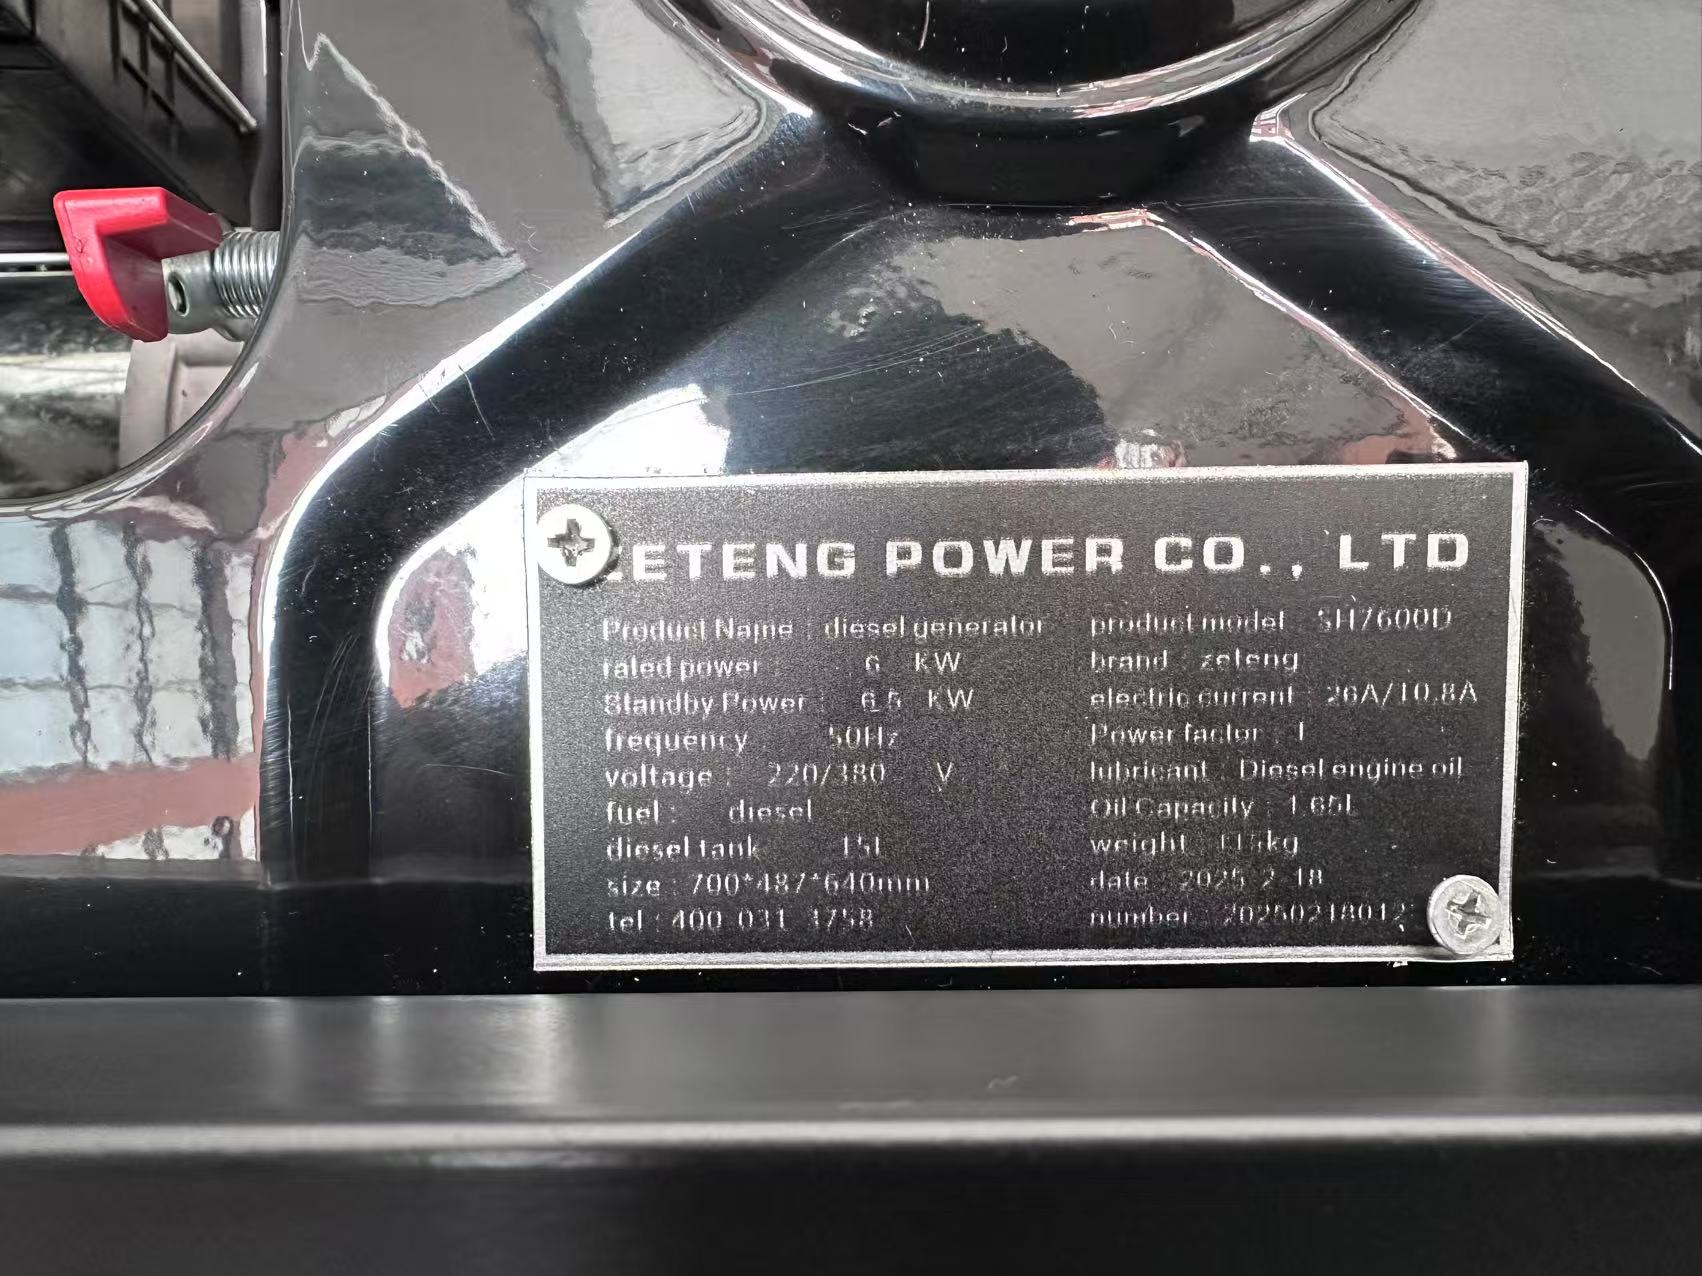 ZETENG POWER CO., LTD
Product Name : diesel generator
rated power : 6 KW
Standby Power : 6.5 KW
frequency : 50Hz
voltage : 220/380 V
fuel : diesel
diesel tank : 15L
size : 700*487*640mm
tel : 400 031 3758
product model : SH7600D
brand : zeteng
electric current : 26A/10.8A
Power factor : 1
lubricant : Diesel engine oil
Oil Capacity : 1.65L
weight : 115kg
date : 2025.2.18
number : 20250218012